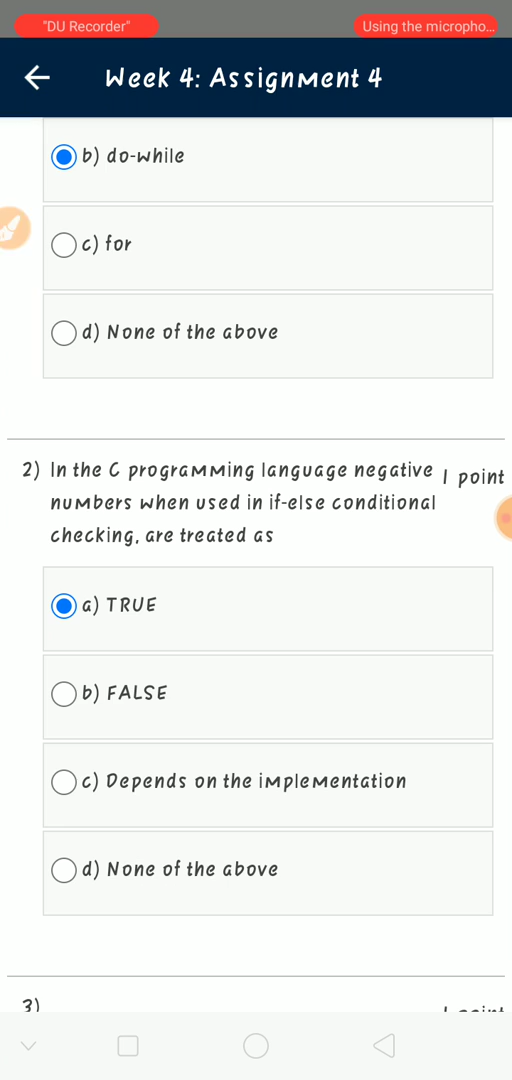 "DU Recorder" Using the micropho...
Week 4: Assignment 4
b) do-while
c) for
d) None of the above
2) In the C programming language negative 1 point
numbers when used in if-else conditional
checking, are treated as
a) TRUE
b) FALSE
c) Depends on the implementation
d) None of the above
3)